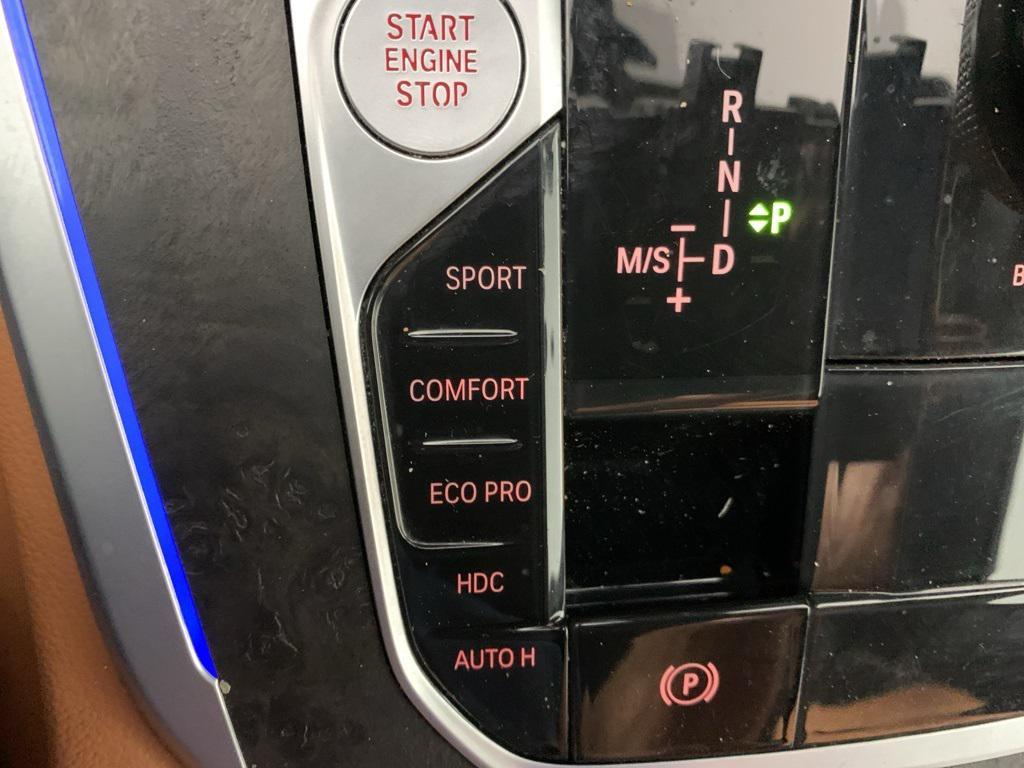 START
ENGINE
STOP
R
N
P
M/S
D
−
+
SPORT
COMFORT
ECO PRO
HDC
AUTO H
P